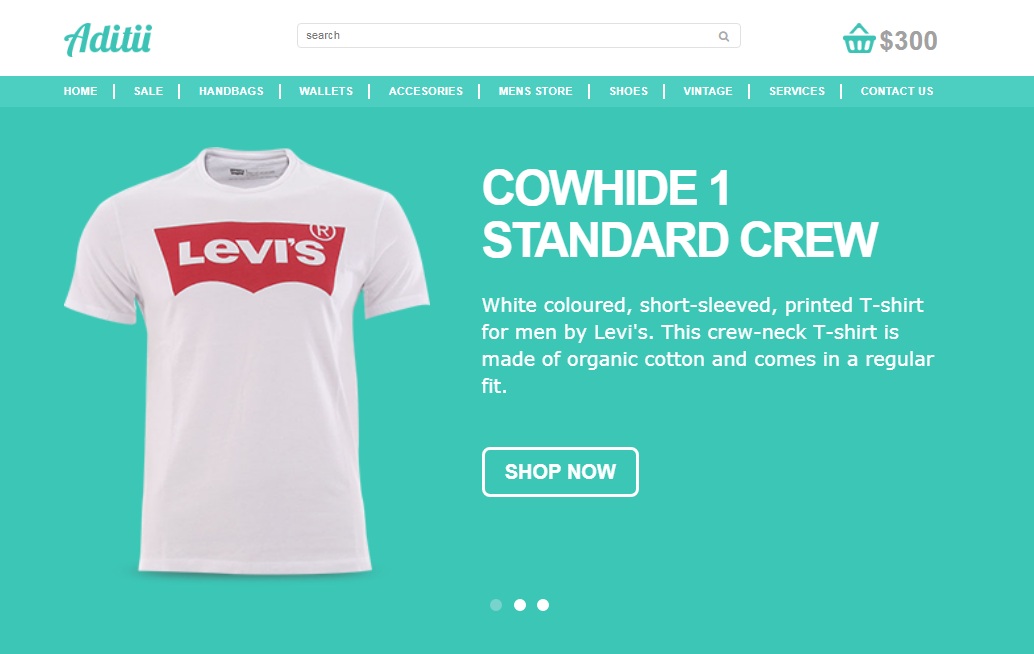 Aditii
search
$300
HOME
SALE
HANDBAGS
WALLETS
ACCESORIES
MENS STORE
SHOES
VINTAGE
SERVICES
CONTACT US
LEVI'S®
COWHIDE 1
STANDARD CREW
White coloured, short-sleeved, printed T-shirt
for men by Levi's. This crew-neck T-shirt is
made of organic cotton and comes in a regular
fit.
SHOP NOW